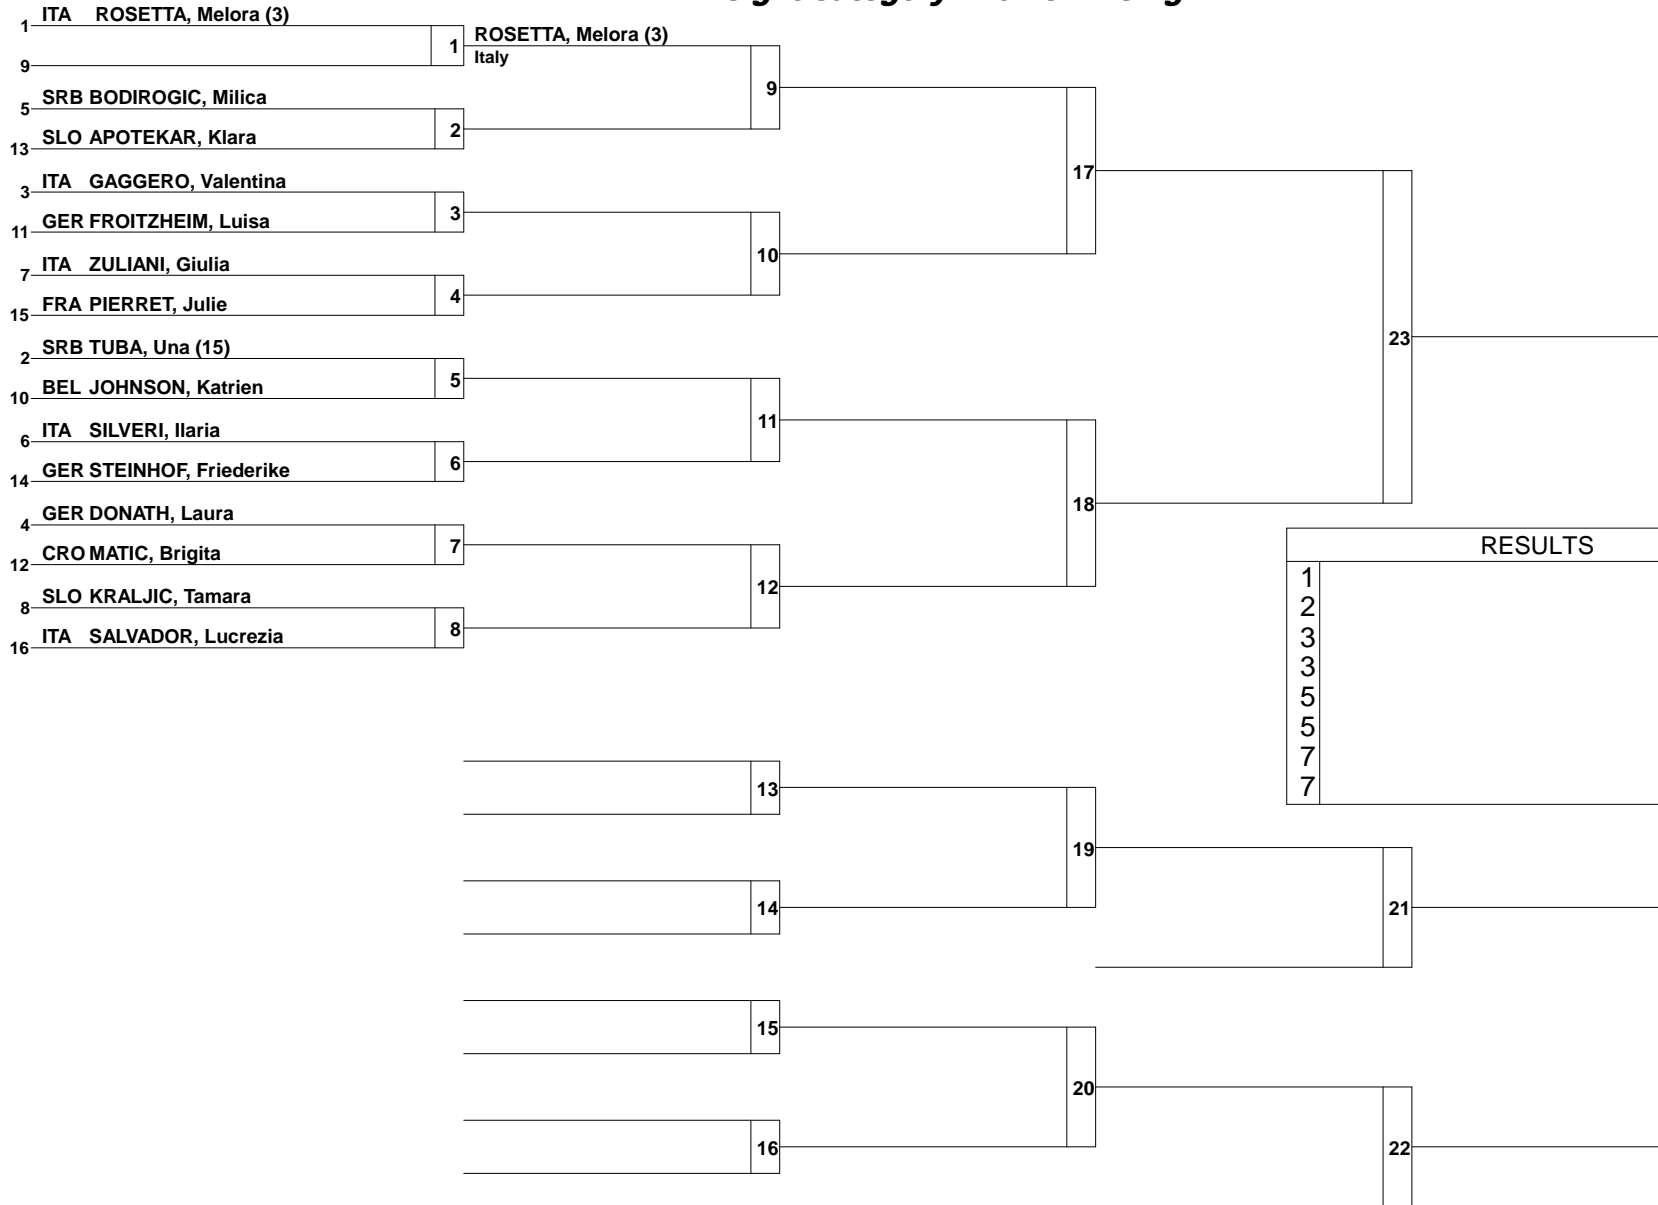 1 ITA ROSETTA, Melora (3)
9
1 ROSETTA, Melora (3)
Italy
5 SRB BODIROGIC, Milica
13 SLO APOTEKAR, Klara
2
9
3 ITA GAGGERO, Valentina
11 GER FROITZHEIM, Luisa
3
7 ITA ZULIANI, Giulia
15 FRA PIERRET, Julie
4
10
17
2 SRB TUBA, Una (15)
10 BEL JOHNSON, Katrien
5
6 ITA SILVERI, Ilaria
14 GER STEINHOF, Friederike
6
11
4 GER DONATH, Laura
12 CRO MATIC, Brigita
7
8 SLO KRALJIC, Tamara
16 ITA SALVADOR, Lucrezia
8
12
18
23
RESULTS
1
2
3
3
5
5
7
7
13
14
19
21
15
16
20
22